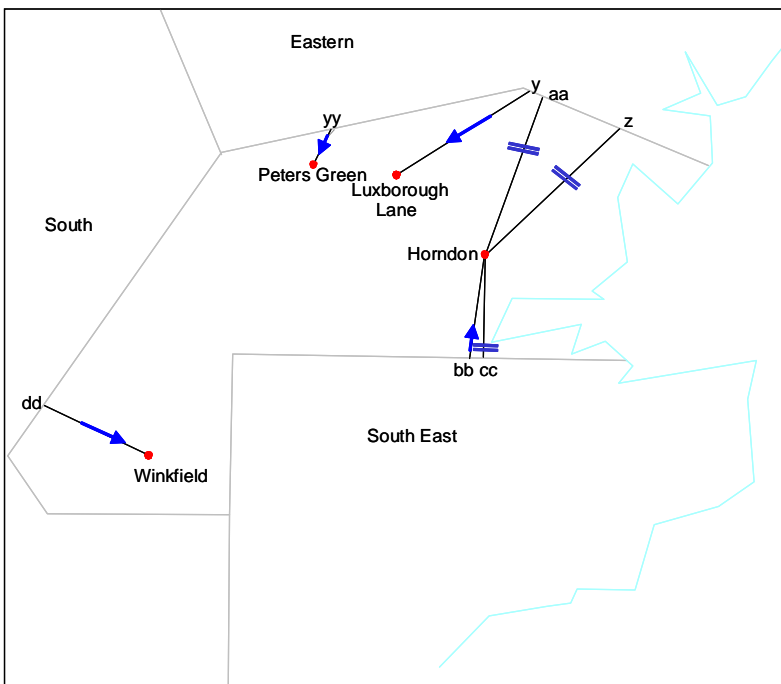 Eastern
y
aa
yy
z
Peters Green
Luxborough
Lane
South
Horndon
bb cc
dd
South East
Winkfield